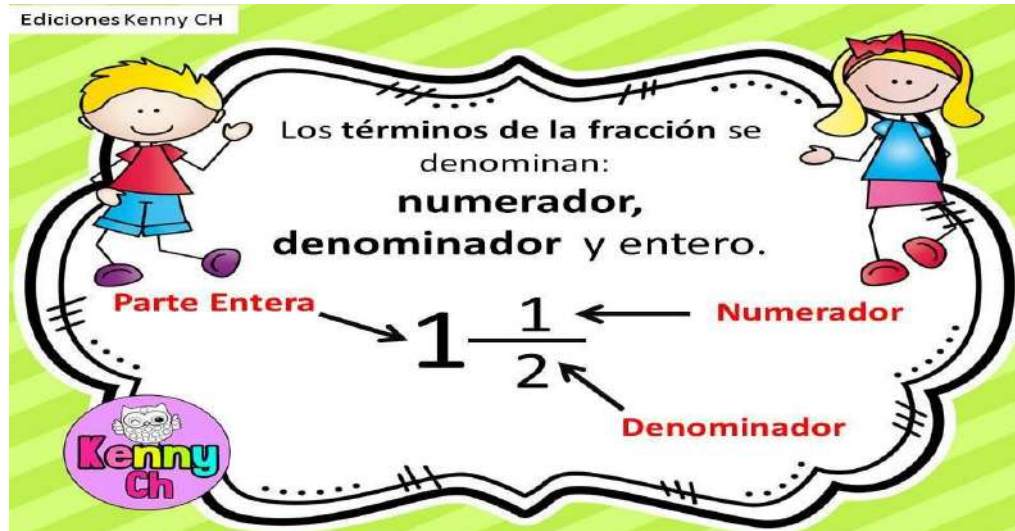 Ediciones Kenny CH
Los términos de la fracción se
denominan:
numerador,
denominador y entero.
Parte Entera
1 1/2
Numerador
Denominador
Kenny
Ch